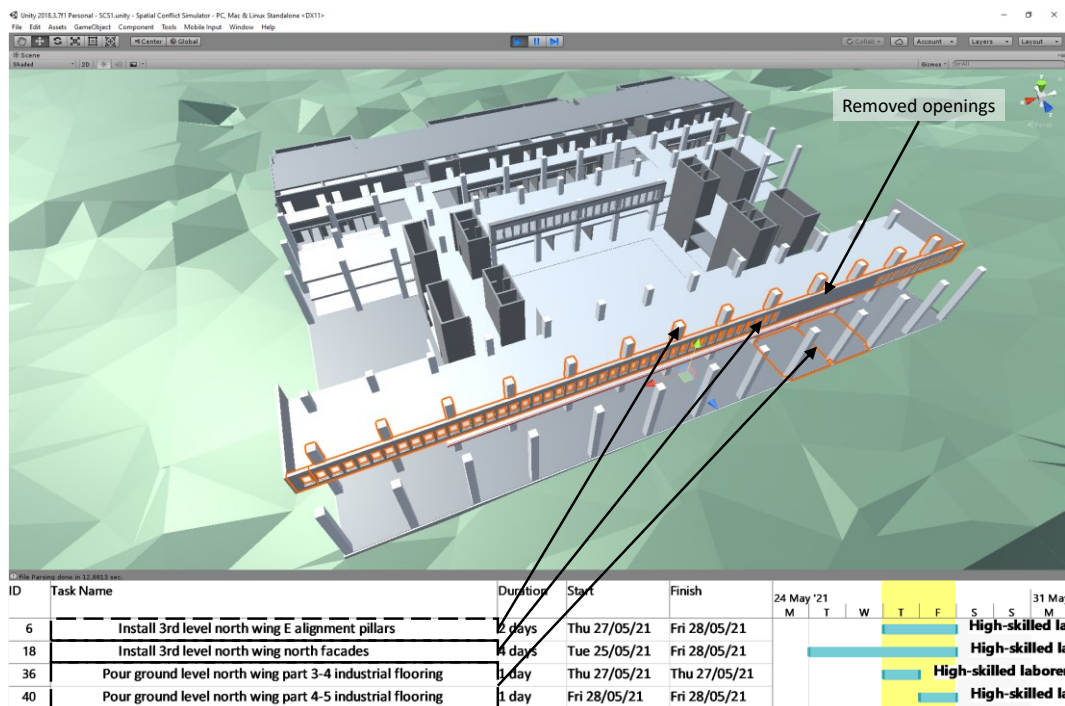 Unity 2018.3.7f1 Personal - SCS1.unity - Spatial Conflict Simulator - PC, Mac & Linux Standalone <DX11>
File Edit Assets GameObject Component Tools Mobile Input Window Help
Center Global Collab Account Layers Layout
Scene
Shaded 2D Gizmos All
Removed openings
y
Persp
File Parsing done in 12.8813 sec.
ID Task Name Duration Start Finish 24 May '21 31 May
M T W T F S S M
6 Install 3rd level north wing E alignment pillars 2 days Thu 27/05/21 Fri 28/05/21 High-skilled la
18 Install 3rd level north wing north facades 4 days Tue 25/05/21 Fri 28/05/21 High-skilled la
36 Pour ground level north wing part 3-4 industrial flooring 1 day Thu 27/05/21 Thu 27/05/21 High-skilled labore
40 Pour ground level north wing part 4-5 industrial flooring 1 day Fri 28/05/21 Fri 28/05/21 High-skilled la